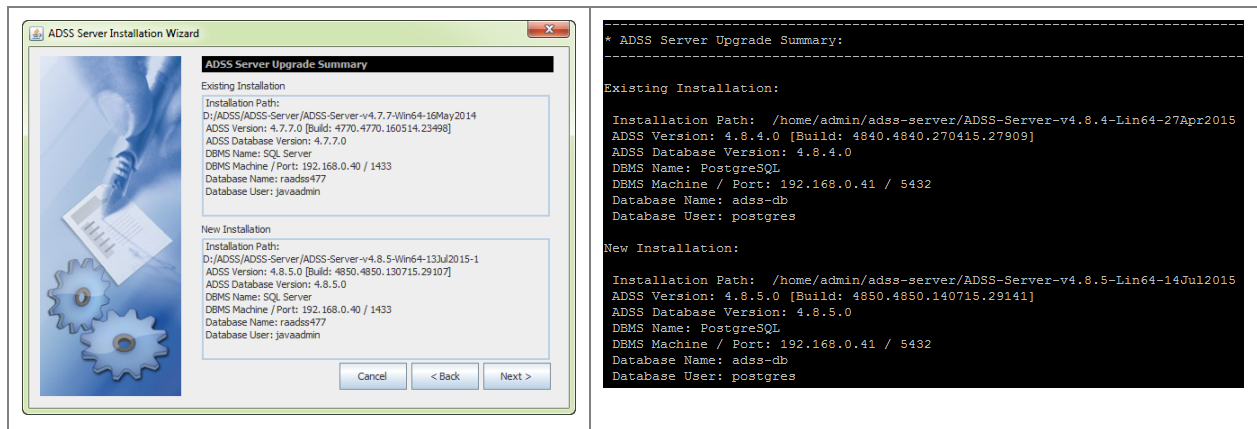 ADSS Server Installation Wizard
ADSS Server Upgrade Summary
Existing Installation
Installation Path:
D:/ADSS/ADSS-Server/ADSS-Server-v4.7.7-Win64-16May2014
ADSS Version: 4.7.7.0 [Build: 4770.4770.160514.23498]
ADSS Database Version: 4.7.7.0
DBMS Name: SQL Server
DBMS Machine / Port: 192.168.0.40 / 1433
Database Name: raadss477
Database User: javaadmin
New Installation
Installation Path:
D:/ADSS/ADSS-Server/ADSS-Server-v4.8.5-Win64-13Jul2015-1
ADSS Version: 4.8.5.0 [Build: 4850.4850.130715.29107]
ADSS Database Version: 4.8.5.0
DBMS Name: SQL Server
DBMS Machine / Port: 192.168.0.40 / 1433
Database Name: raadss477
Database User: javaadmin
Cancel
< Back
Next >
* ADSS Server Upgrade Summary:
Existing Installation:
Installation Path:  /home/admin/adss-server/ADSS-Server-v4.8.4-Lin64-27Apr2015
ADSS Version: 4.8.4.0 [Build: 4840.4840.270415.27909]
ADSS Database Version: 4.8.4.0
DBMS Name: PostgreSQL
DBMS Machine / Port: 192.168.0.41 / 5432
Database Name: adss-db
Database User: postgres
New Installation:
Installation Path:  /home/admin/adss-server/ADSS-Server-v4.8.5-Lin64-14Jul2015
ADSS Version: 4.8.5.0 [Build: 4850.4850.140715.29141]
ADSS Database Version: 4.8.5.0
DBMS Name: PostgreSQL
DBMS Machine / Port: 192.168.0.41 / 5432
Database Name: adss-db
Database User: postgres